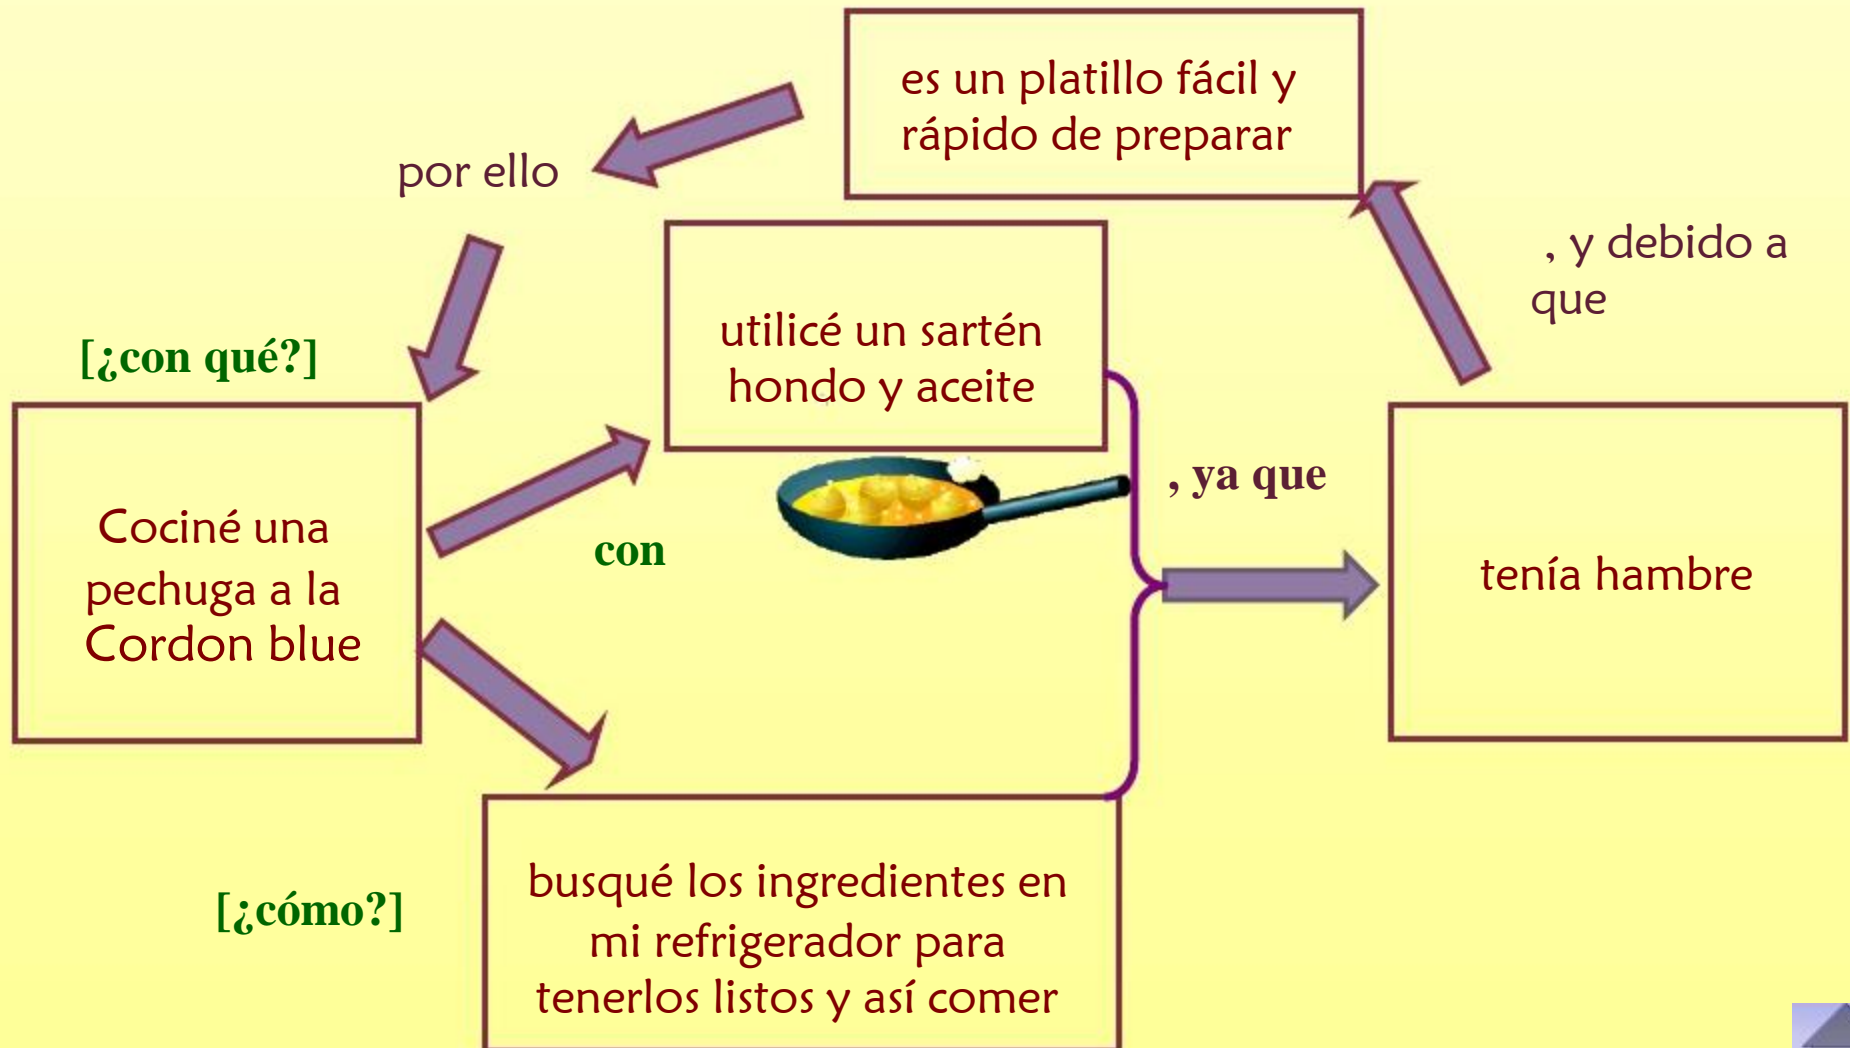 es un platillo fácil y
rápido de preparar
por ello
, y debido a
que
utilicé un sartén
hondo y aceite
[¿con qué?]
, ya que
Cociné una
pechuga a la
Cordon blue
con
tenía hambre
busqué los ingredientes en
mi refrigerador para
tenerlos listos y así comer
[¿cómo?]